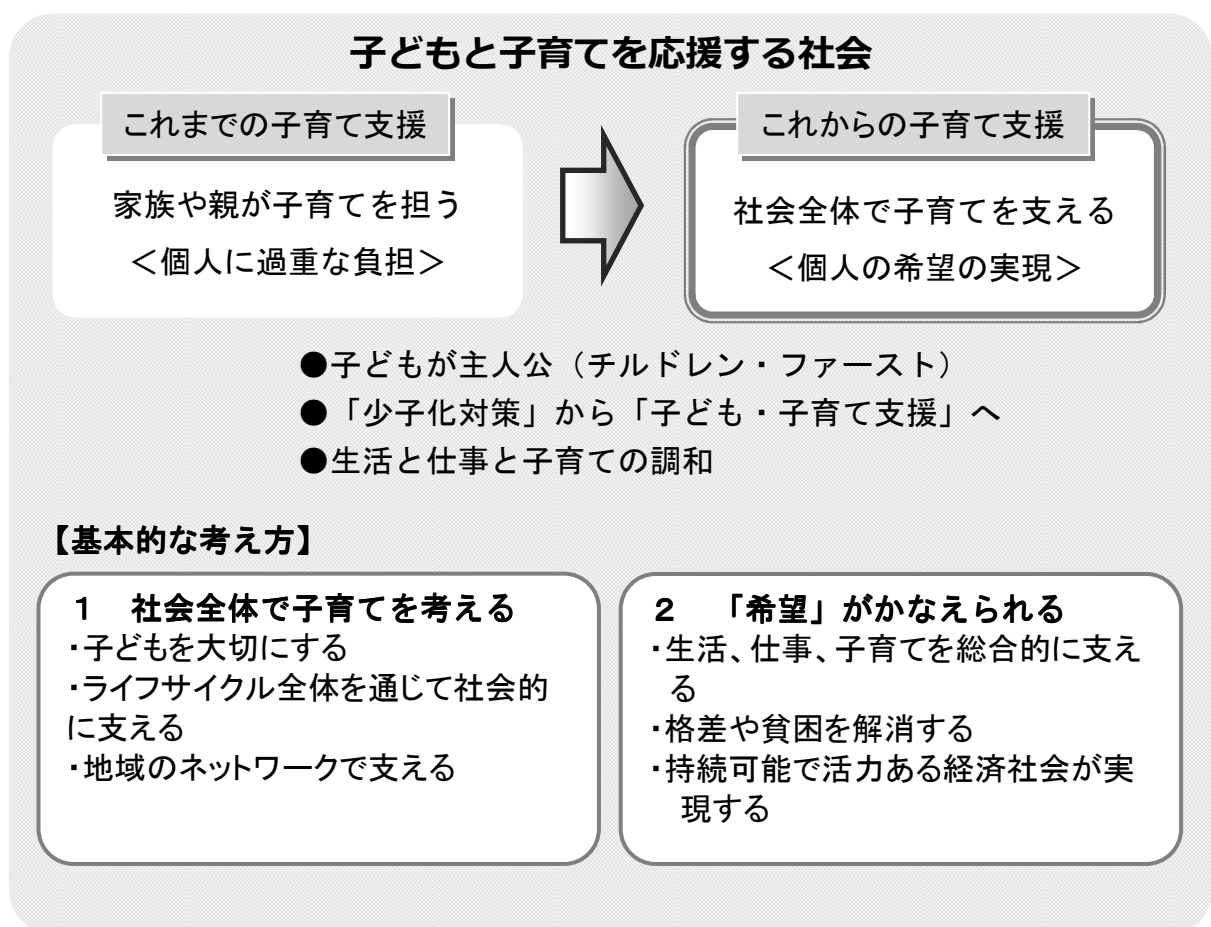 子どもと子育てを応援する社会
これまでの子育て支援
家族や親が子育てを担う
＜個人に過重な負担＞
これからの子育て支援
社会全体で子育てを支える
＜個人の希望の実現＞
●子どもが主人公（チルドレン・ファースト）
●「少子化対策」から「子ども・子育て支援」へ
●生活と仕事と子育ての調和
【基本的な考え方】
１　社会全体で子育てを考える
・子どもを大切にする
・ライフサイクル全体を通じて社会的
に支える
・地域のネットワークで支える
２　「希望」がかなえられる
・生活、仕事、子育てを総合的に支え
る
・格差や貧困を解消する
・持続可能で活力ある経済社会が実
現する